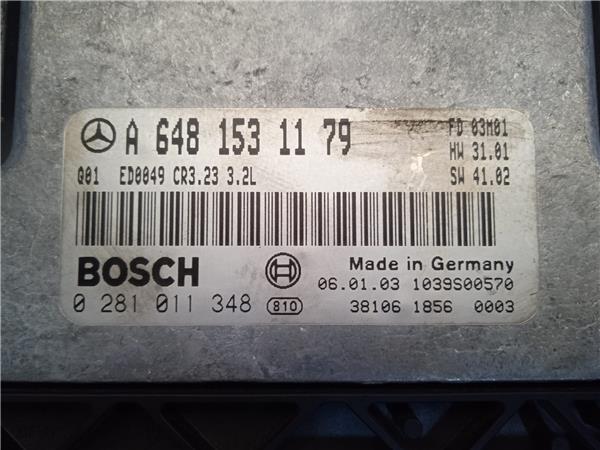 A 648 153 11 79 FD 03M01
HW 31.01
Q01 ED0049 CR3.23 3.2L SW 41.02
BOSCH Made in Germany
06.01.03 1039S00570
0 281 011 348 810 38106 1856 0003